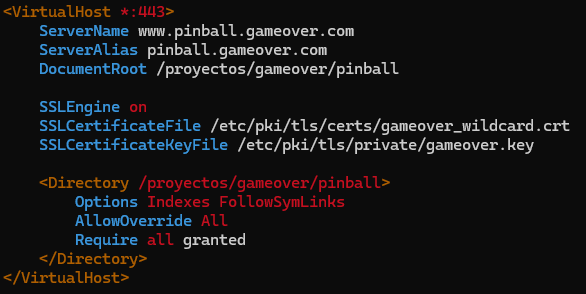 <VirtualHost *:443>
    ServerName www.pinball.gameover.com
    ServerAlias pinball.gameover.com
    DocumentRoot /proyectos/gameover/pinball

    SSLEngine on
    SSLCertificateFile /etc/pki/tls/certs/gameover_wildcard.crt
    SSLCertificateKeyFile /etc/pki/tls/private/gameover.key

    <Directory /proyectos/gameover/pinball>
        Options Indexes FollowSymLinks
        AllowOverride All
        Require all granted
    </Directory>
</VirtualHost>